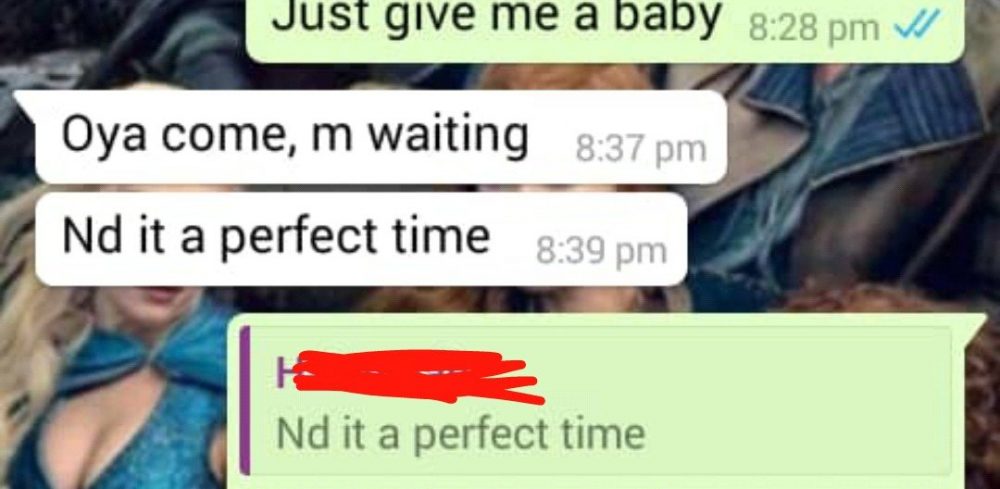 Just give me a baby 8:28 pm
Oya come, m waiting 8:37 pm
Nd it a perfect time 8:39 pm
H
Nd it a perfect time